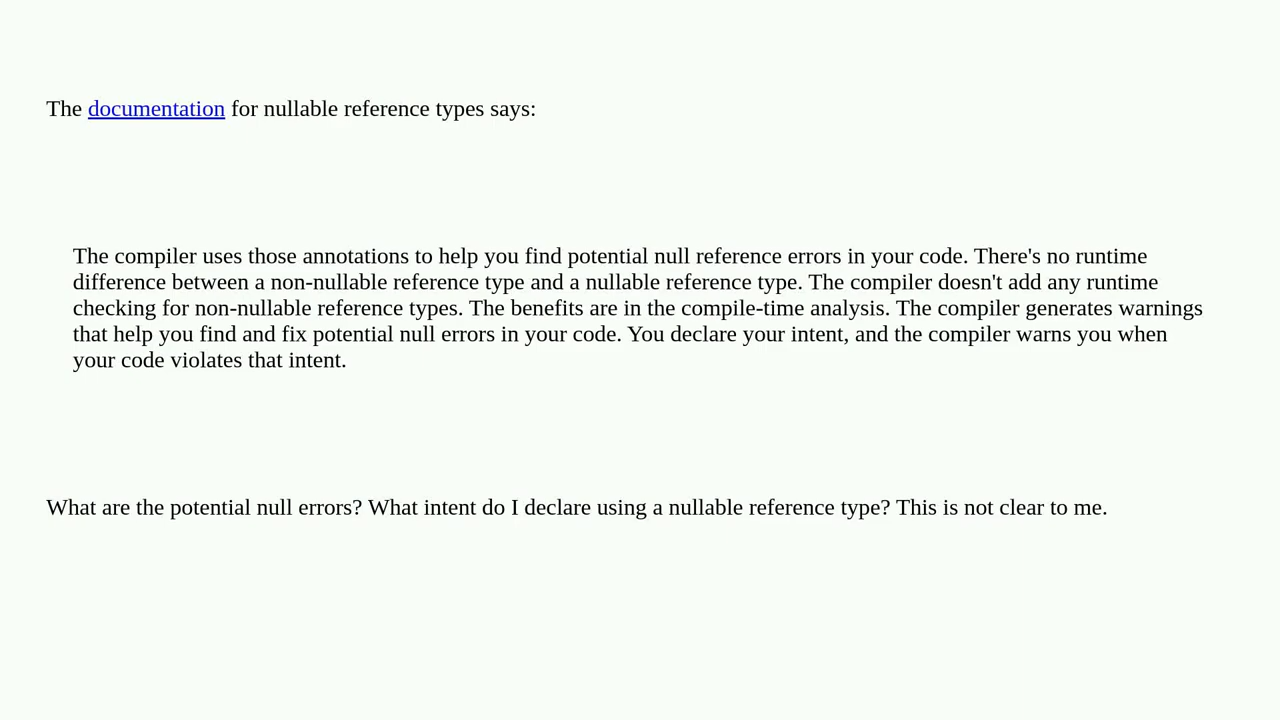 The documentation for nullable reference types says:
The compiler uses those annotations to help you find potential null reference errors in your code. There's no runtime
difference between a non-nullable reference type and a nullable reference type. The compiler doesn't add any runtime
checking for non-nullable reference types. The benefits are in the compile-time analysis. The compiler generates warnings
that help you find and fix potential null errors in your code. You declare your intent, and the compiler warns you when
your code violates that intent.
What are the potential null errors? What intent do I declare using a nullable reference type? This is not clear to me.